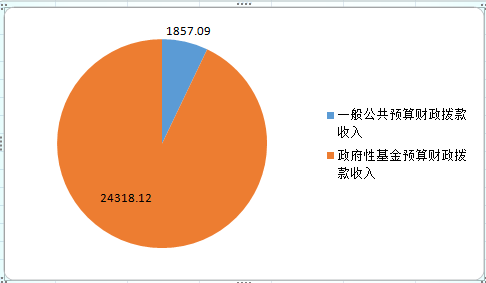 1857.09
一般公共预算财政拨款
收入
政府性基金预算财政拨
款收入
24318.12